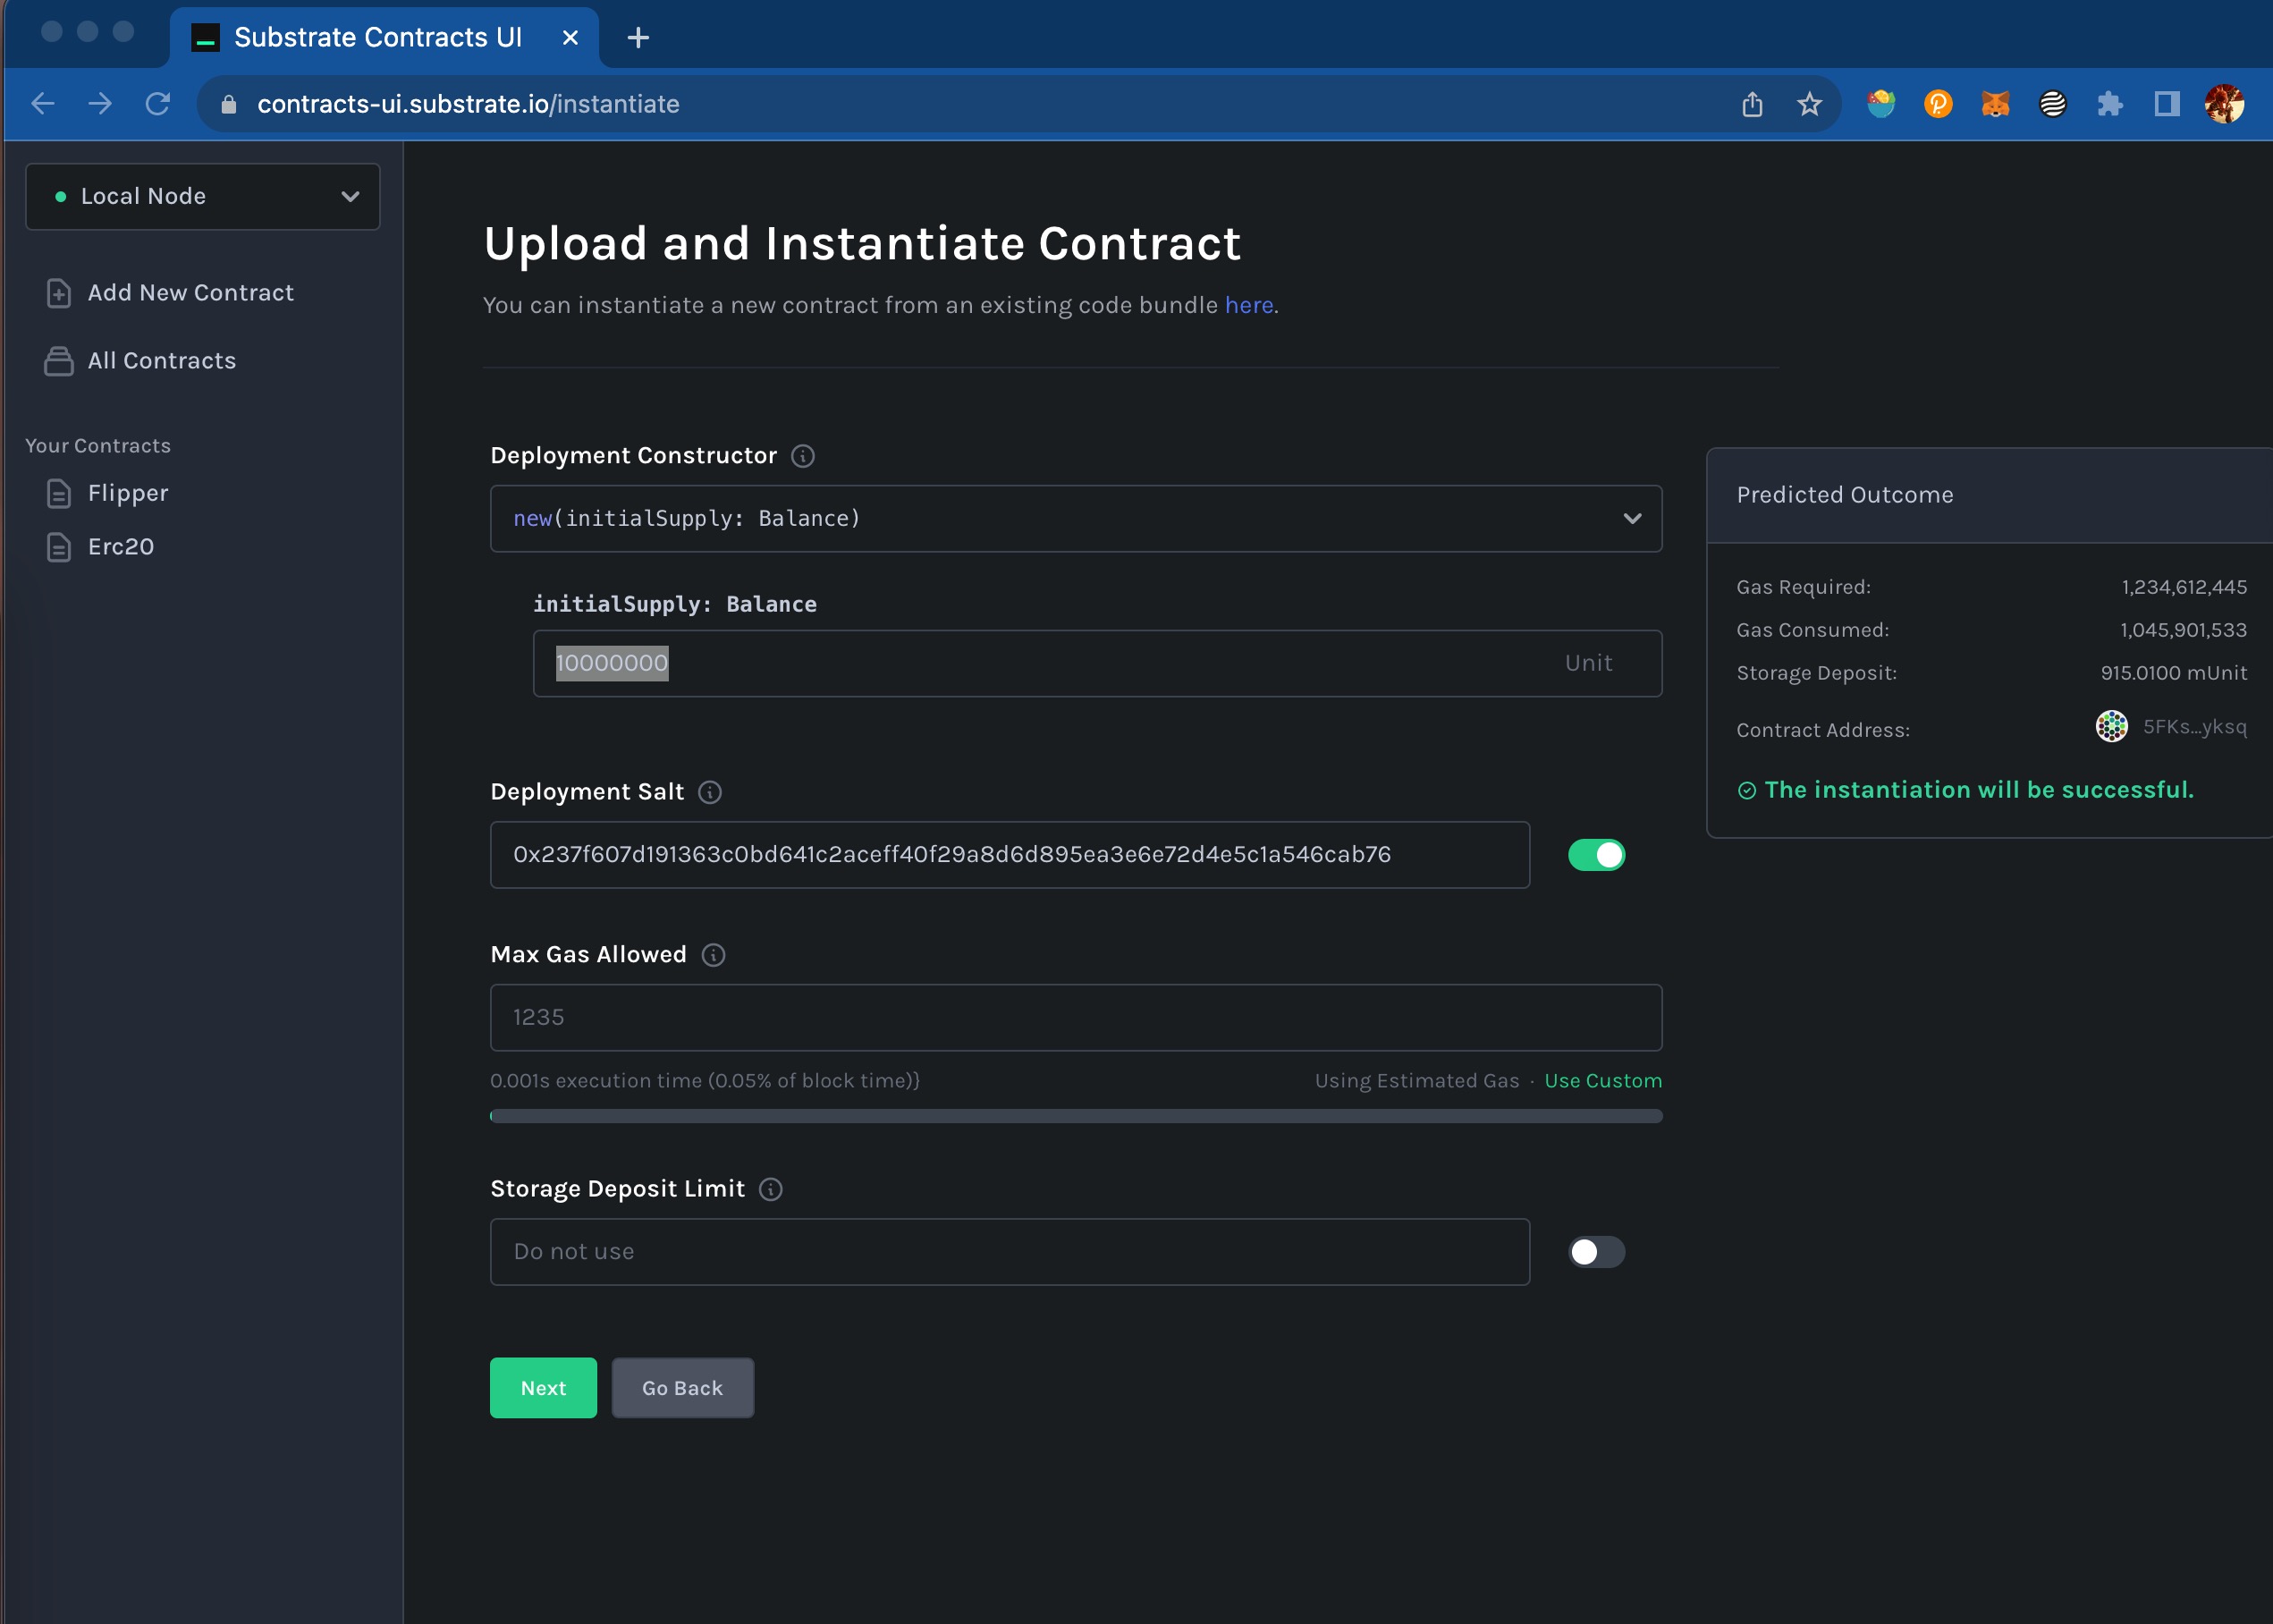 Substrate Contracts UI
contracts-ui.substrate.io/instantiate
Local Node
Add New Contract
All Contracts
Your Contracts
Flipper
Erc20
Upload and Instantiate Contract
You can instantiate a new contract from an existing code bundle here.
Deployment Constructor
new(initialSupply: Balance)
initialSupply: Balance
10000000 Unit
Deployment Salt
0x237f607d191363c0bd641c2aceff40f29a8d6d895ea3e6e72d4e5c1a546cab76
Max Gas Allowed
1235
0.001s execution time (0.05% of block time)} Using Estimated Gas · Use Custom
Storage Deposit Limit
Do not use
Next Go Back
Predicted Outcome
Gas Required: 1,234,612,445
Gas Consumed: 1,045,901,533
Storage Deposit: 915.0100 mUnit
Contract Address: 5FKs...yksq
The instantiation will be successful.